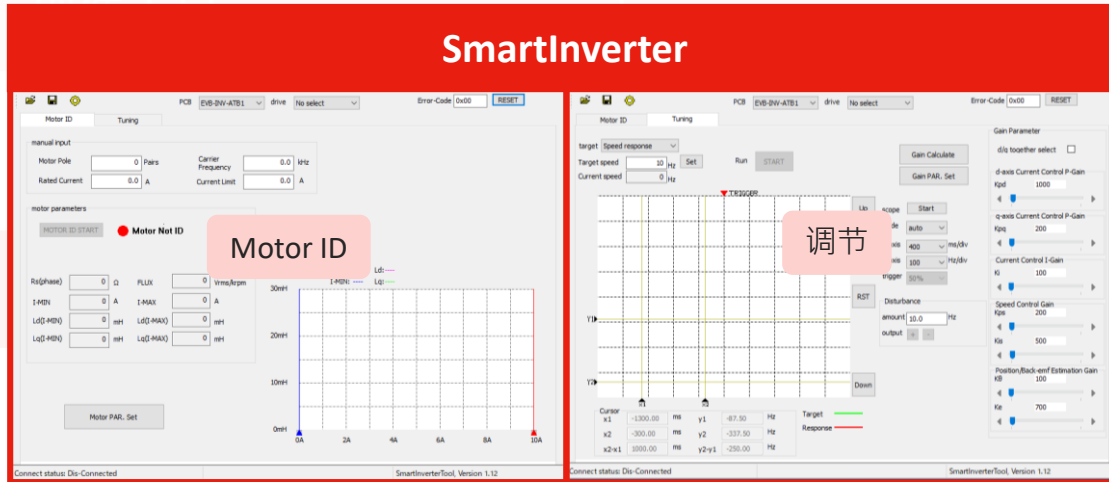 SmartInverter
PCB EVB-INV-ATB1 drive No select Error-Code 0x00 RESET
Motor ID Tuning
manual input
Motor Pole 0 Pairs Carrier Frequency 0.0 kHz
Rated Current 0.0 A Current Limit 0.0 A
motor parameters
MOTOR ID START Motor Not ID
Motor ID
Rs(phase) 0 Ω FLUX 0 Vrms/krpm
I-MIN 0 A I-MAX 0 A
Ld(I-MIN) 0 mH Ld(I-MAX) 0 mH
Lq(I-MIN) 0 mH Lq(I-MAX) 0 mH
Ld:
I-MIN: Lq:
30mH
20mH
10mH
0mH
0A 2A 4A 6A 8A 10A
Motor PAR. Set
Connect status: Dis-Connected SmartInverterTool, Version 1.12
PCB EVB-INV-ATB1 drive No select Error-Code 0x00 RESET
Motor ID Tuning
target Speed response
Target speed 10 Hz Set Run START
Current speed 0 Hz
Gain Calculate
Gain PAR. Set
TRIGGER
Up
scope Start
auto
400 ms/div
100 Hz/div
trigger 50%
调节
RST
Disturbance
amount 10.0 Hz
output + -
Down
Y1
Y2
x1 x2
Cursor
x1 -1300.00 ms y1 -87.50 Hz
x2 -300.00 ms y2 -337.50 Hz
x2-x1 1000.00 ms y2-y1 -250.00 Hz
Target
Response
Gain Parameter
d/q together select
d-axis Current Control P-Gain
Kpd 1000
q-axis Current Control P-Gain
Kpq 200
Current Control I-Gain
Ki 100
Speed Control Gain
Kps 200
Kis 500
Position/Back-emf Estimation Gain
KB 100
Ke 700
Connect status: Dis-Connected SmartInverterTool, Version 1.12